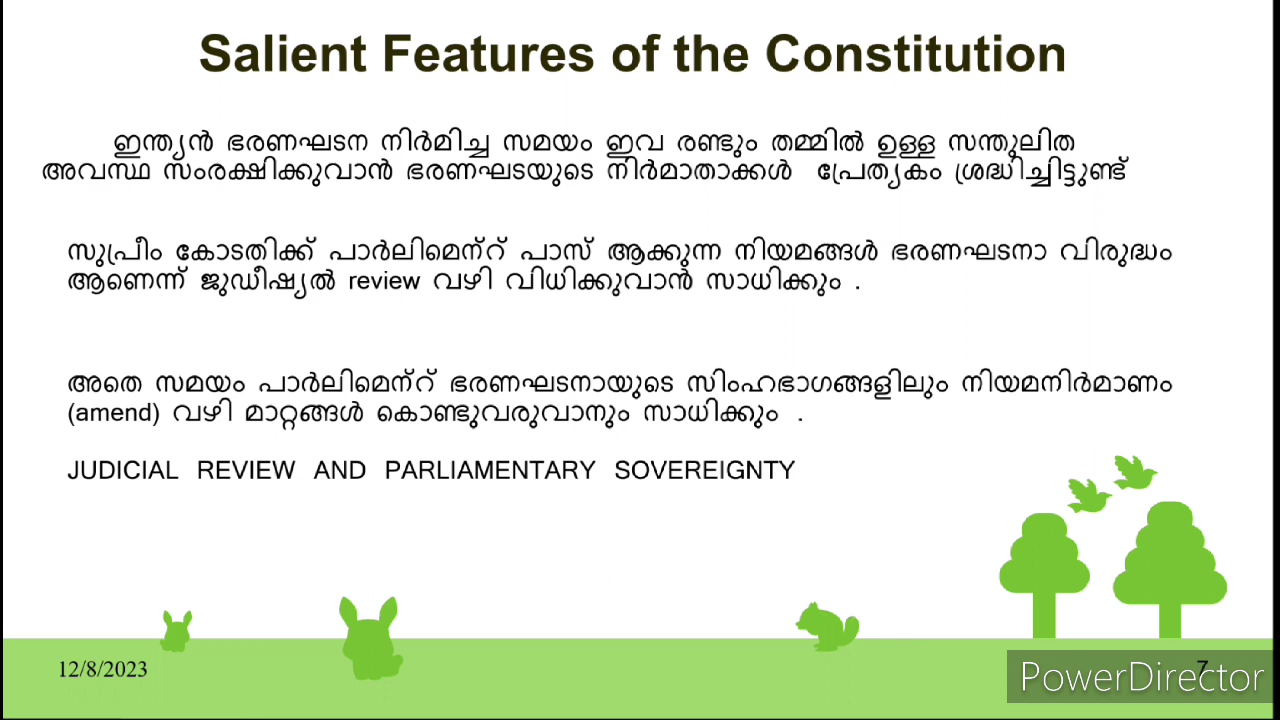 Salient Features of the Constitution
ഇന്ത്യൻ ഭരണഘടന നിർമിച്ച സമയം ഇവ രണ്ടും തമ്മിൽ ഉള്ള സന്തുലിത
അവസ്ഥ സംരക്ഷിക്കുവാൻ ഭരണഘടയുടെ നിർമാതാക്കൾ പ്രേത്യകം ശ്രദ്ധിച്ചിട്ടുണ്ട്
സുപ്രീം കോടതിക്ക് പാർലിമെന്റ് പാസ് ആക്കുന്ന നിയമങ്ങൾ ഭരണഘടനാ വിരുദ്ധം
ആണെന്ന് ജുഡീഷ്യൽ review വഴി വിധിക്കുവാൻ സാധിക്കും .
അതെ സമയം പാർലിമെന്റ് ഭരണഘടനായുടെ സിംഹഭാഗങ്ങളിലും നിയമനിർമാണം
(amend) വഴി മാറ്റങ്ങൾ കൊണ്ടുവരുവാനും സാധിക്കും .
JUDICIAL REVIEW AND PARLIAMENTARY SOVEREIGNTY
12/8/2023
7
PowerDirector